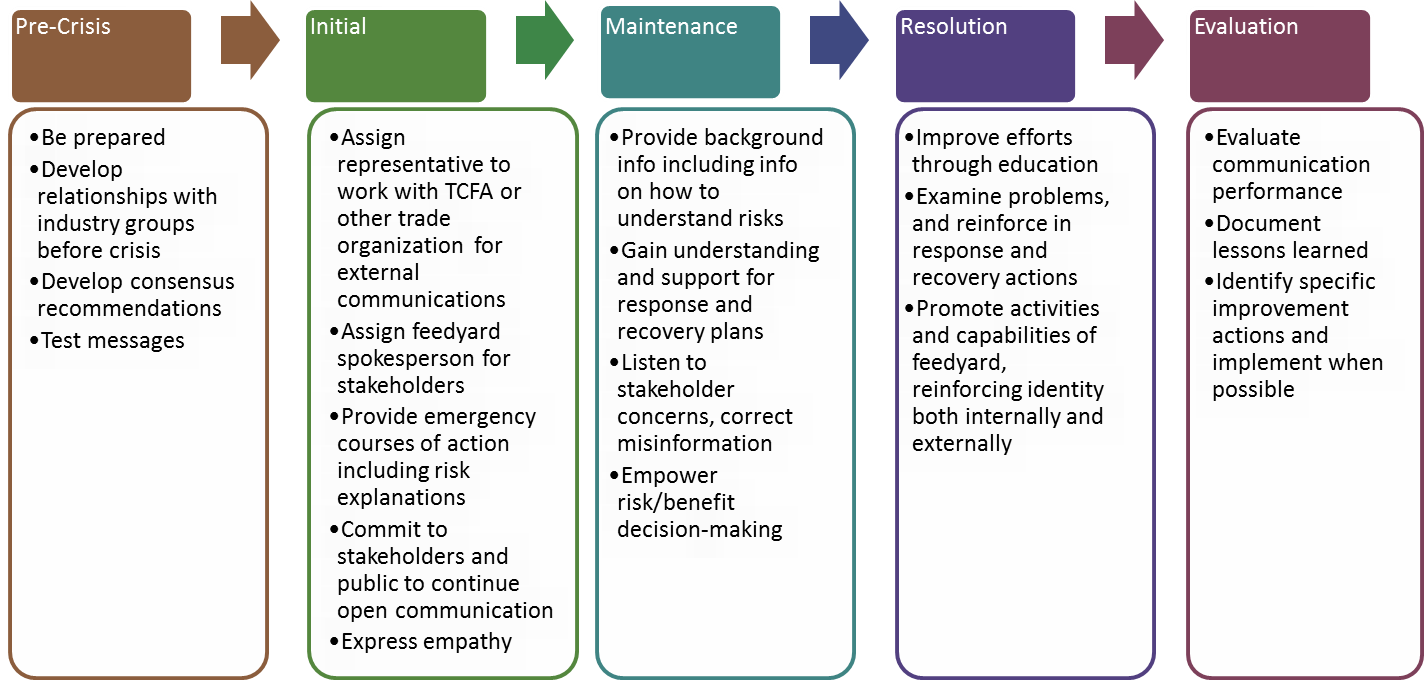 Pre-Crisis
•Be prepared
•Develop
relationships with
industry groups
before crisis
•Develop consensus
recommendations
•Test messages
Initial
•Assign
representative to
work with TCFA or
other trade
organization for
external
communications
•Assign feedyard
spokesperson for
stakeholders
•Provide emergency
courses of action
including risk
explanations
•Commit to
stakeholders and
public to continue
open communication
•Express empathy
Maintenance
•Provide background
info including info
on how to
understand risks
•Gain understanding
and support for
response and
recovery plans
•Listen to
stakeholder
concerns, correct
misinformation
•Empower
risk/benefit
decision-making
Resolution
•Improve efforts
through education
•Examine problems,
and reinforce in
response and
recovery actions
•Promote activities
and capabilities of
feedyard,
reinforcing identity
both internally and
externally
Evaluation
•Evaluate
communication
performance
•Document
lessons learned
•Identify specific
improvement
actions and
implement when
possible